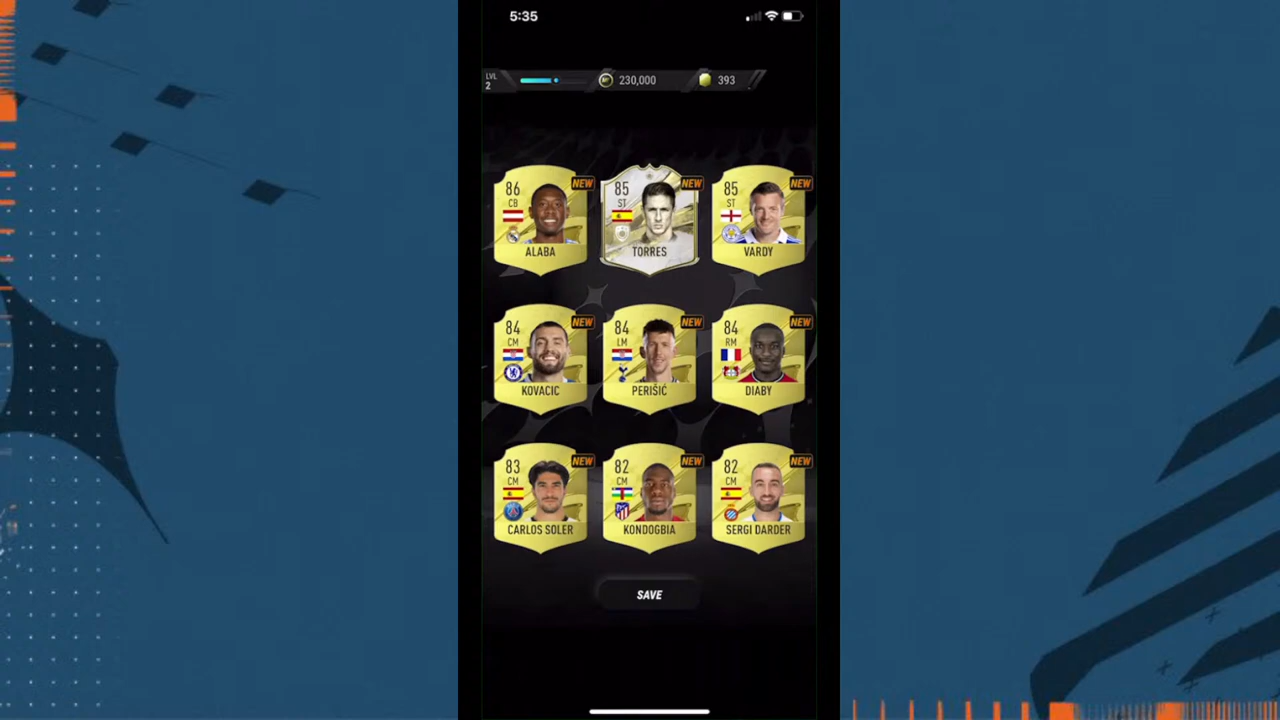 5:35
LVL
2
230,000
393
86
CB
NEW
ALABA
85
ST
NEW
TORRES
85
ST
NEW
VARDY
84
CM
NEW
KOVACIC
84
LM
NEW
PERIŠIĆ
84
RM
NEW
DIABY
83
CM
NEW
CARLOS SOLER
82
CM
NEW
KONDOGBIA
82
CM
NEW
SERGI DARDER
SAVE